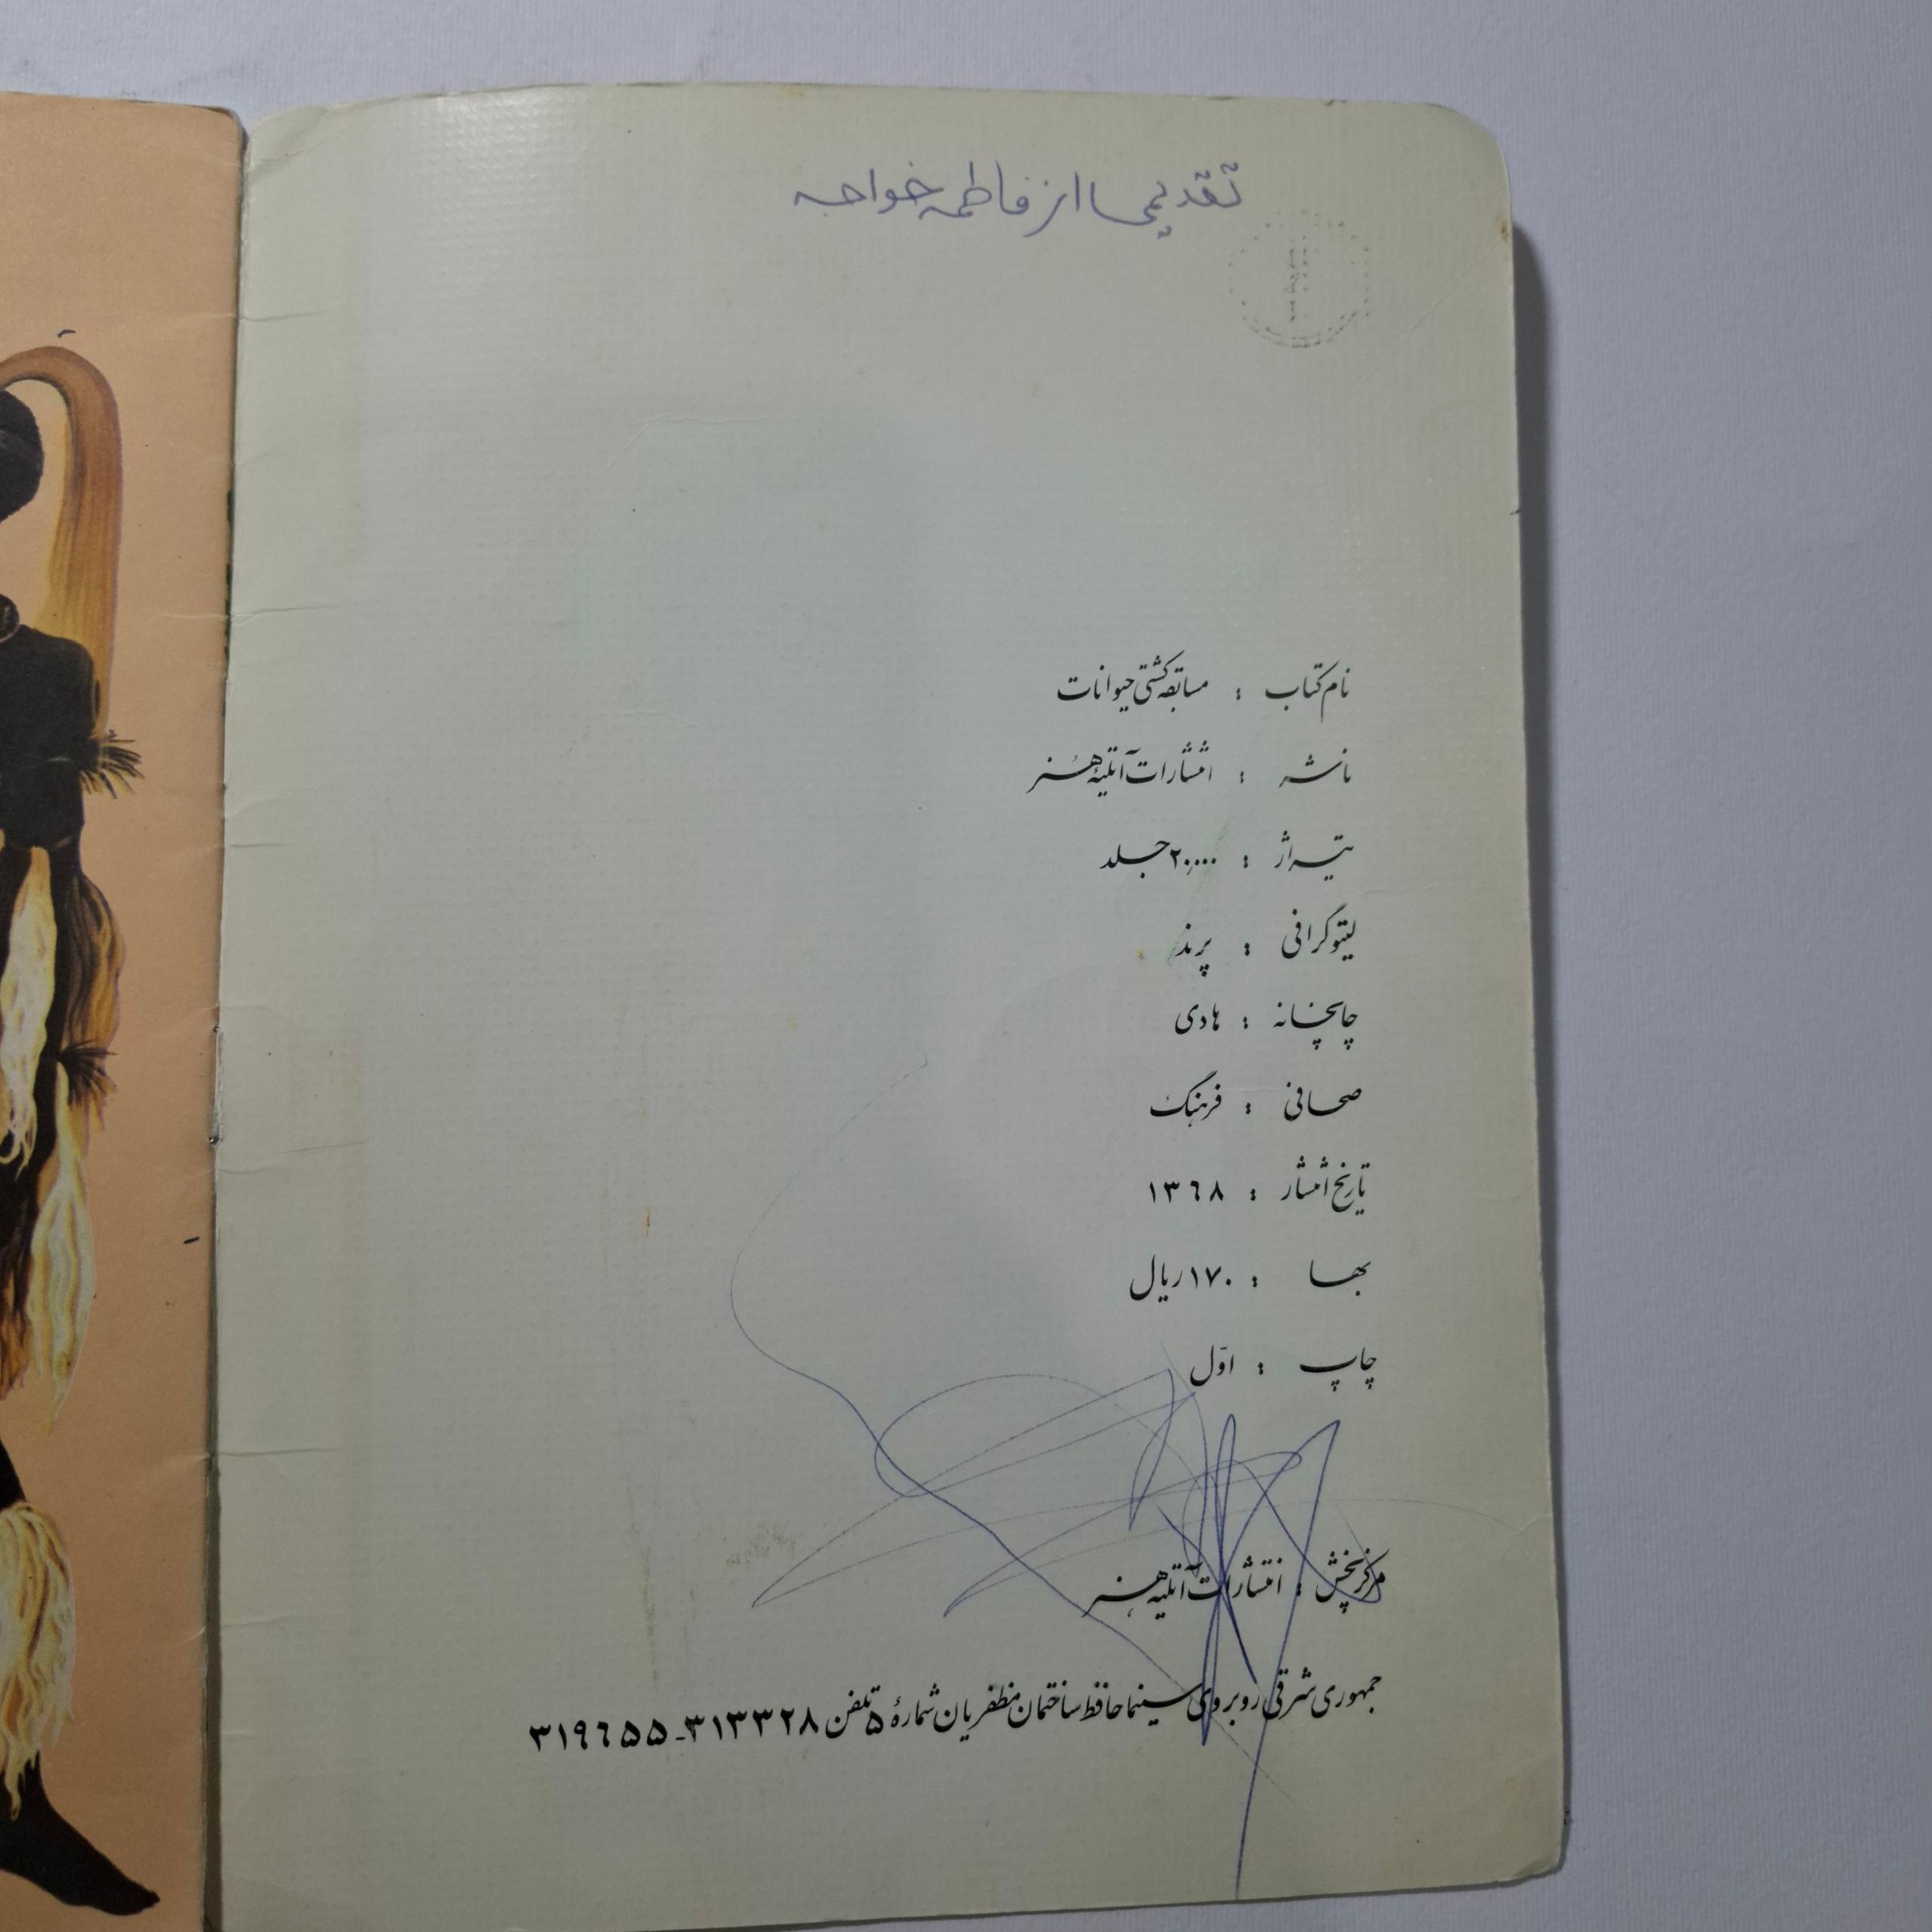 تقدیمی از فاطمه خواجه
نام کتاب : مسابقه کشتی حیوانات
ناشر : انتشارات آتلیهٔ هنر
تیراژ : ۲۰,۰۰۰ جلد
لیتوگرافی : پرند
چاپخانه : هادی
صحافی : فرهنگ
تاریخ انتشار : ۱۳۶۸
بها : ۱۷۰ ریال
چاپ : اوّل
مرکز پخش : انتشارات آتلیه هنر
جمهوری شرقی روبروی سینما حافظ ساختمان مظفریان شمارهٔ ۵ تلفن ۳۱۳۳۲۸-۳۱۹۶۵۵